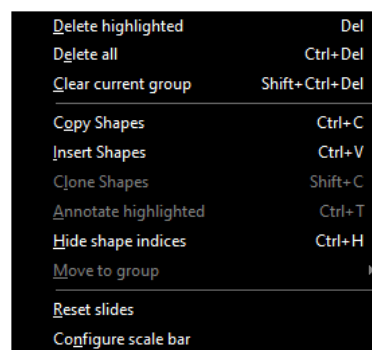 Delete highlighted Del
Delete all Ctrl+Del
Clear current group Shift+Ctrl+Del
Copy Shapes Ctrl+C
Insert Shapes Ctrl+V
Clone Shapes Shift+C
Annotate highlighted Ctrl+T
Hide shape indices Ctrl+H
Move to group
Reset slides
Configure scale bar